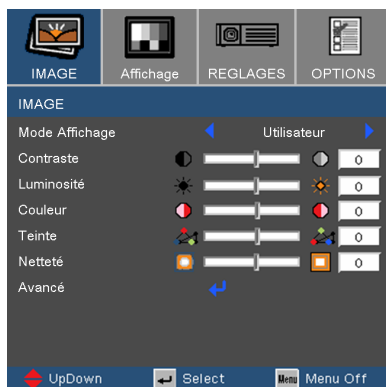 IMAGE Affichage REGLAGES OPTIONS
IMAGE
Mode Affichage Utilisateur
Contraste 0
Luminosité 0
Couleur 0
Teinte 0
Netteté 0
Avancé
UpDown Select Menu Menu Off